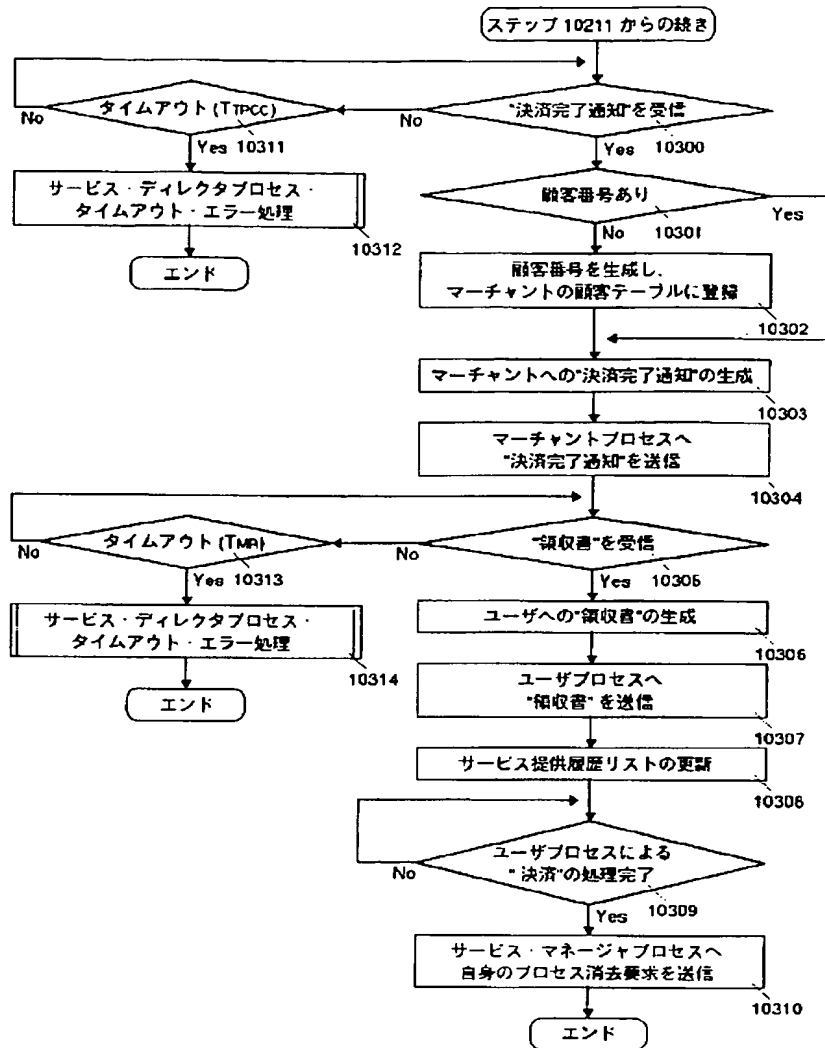 ステップ 10211 からの続き
タイムアウト (TTPCC)
No
10311
Yes
"決済完了通知"を受信
No
10300
Yes
サービス・ディレクタプロセス・
タイムアウト・エラー処理
10312
エンド
顧客番号あり
Yes
10301
No
顧客番号を生成し、
マーチャントの顧客テーブルに登録
10302
マーチャントへの"決済完了通知"の生成
10303
マーチャントプロセスへ
"決済完了通知"を送信
10304
タイムアウト (TMR)
No
10313
Yes
"領収書"を受信
No
10305
Yes
サービス・ディレクタプロセス・
タイムアウト・エラー処理
10314
エンド
ユーザへの"領収書"の生成
10306
ユーザプロセスへ
"領収書" を送信
10307
サービス提供履歴リストの更新
10308
ユーザプロセスによる
"決済"の処理完了
No
10309
Yes
サービス・マネージャプロセスへ
自身のプロセス消去要求を送信
10310
エンド